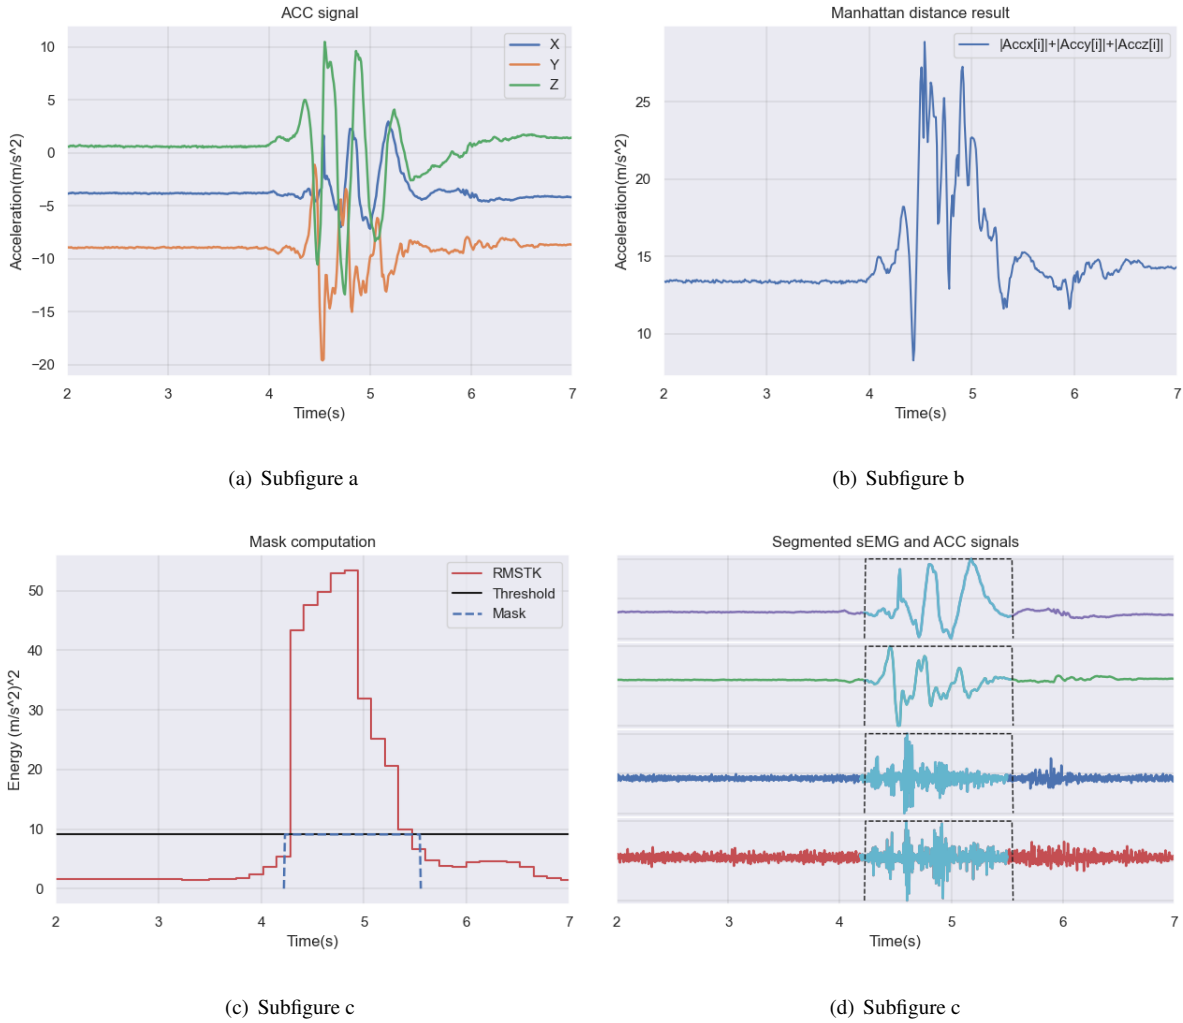 ACC signal
X
Y
Z
10
5
0
−5
−10
−15
−20
Acceleration(m/s^2)
2 3 4 5 6 7
Time(s)
(a) Subfigure a
Manhattan distance result
|Accx[i]|+|Accy[i]|+|Accz[i]|
25
20
15
10
Acceleration(m/s^2)
2 3 4 5 6 7
Time(s)
(b) Subfigure b
Mask computation
RMSTK
Threshold
Mask
50
40
30
20
10
0
Energy (m/s^2)^2
2 3 4 5 6 7
Time(s)
(c) Subfigure c
Segmented sEMG and ACC signals
2 3 4 5 6 7
Time(s)
(d) Subfigure c